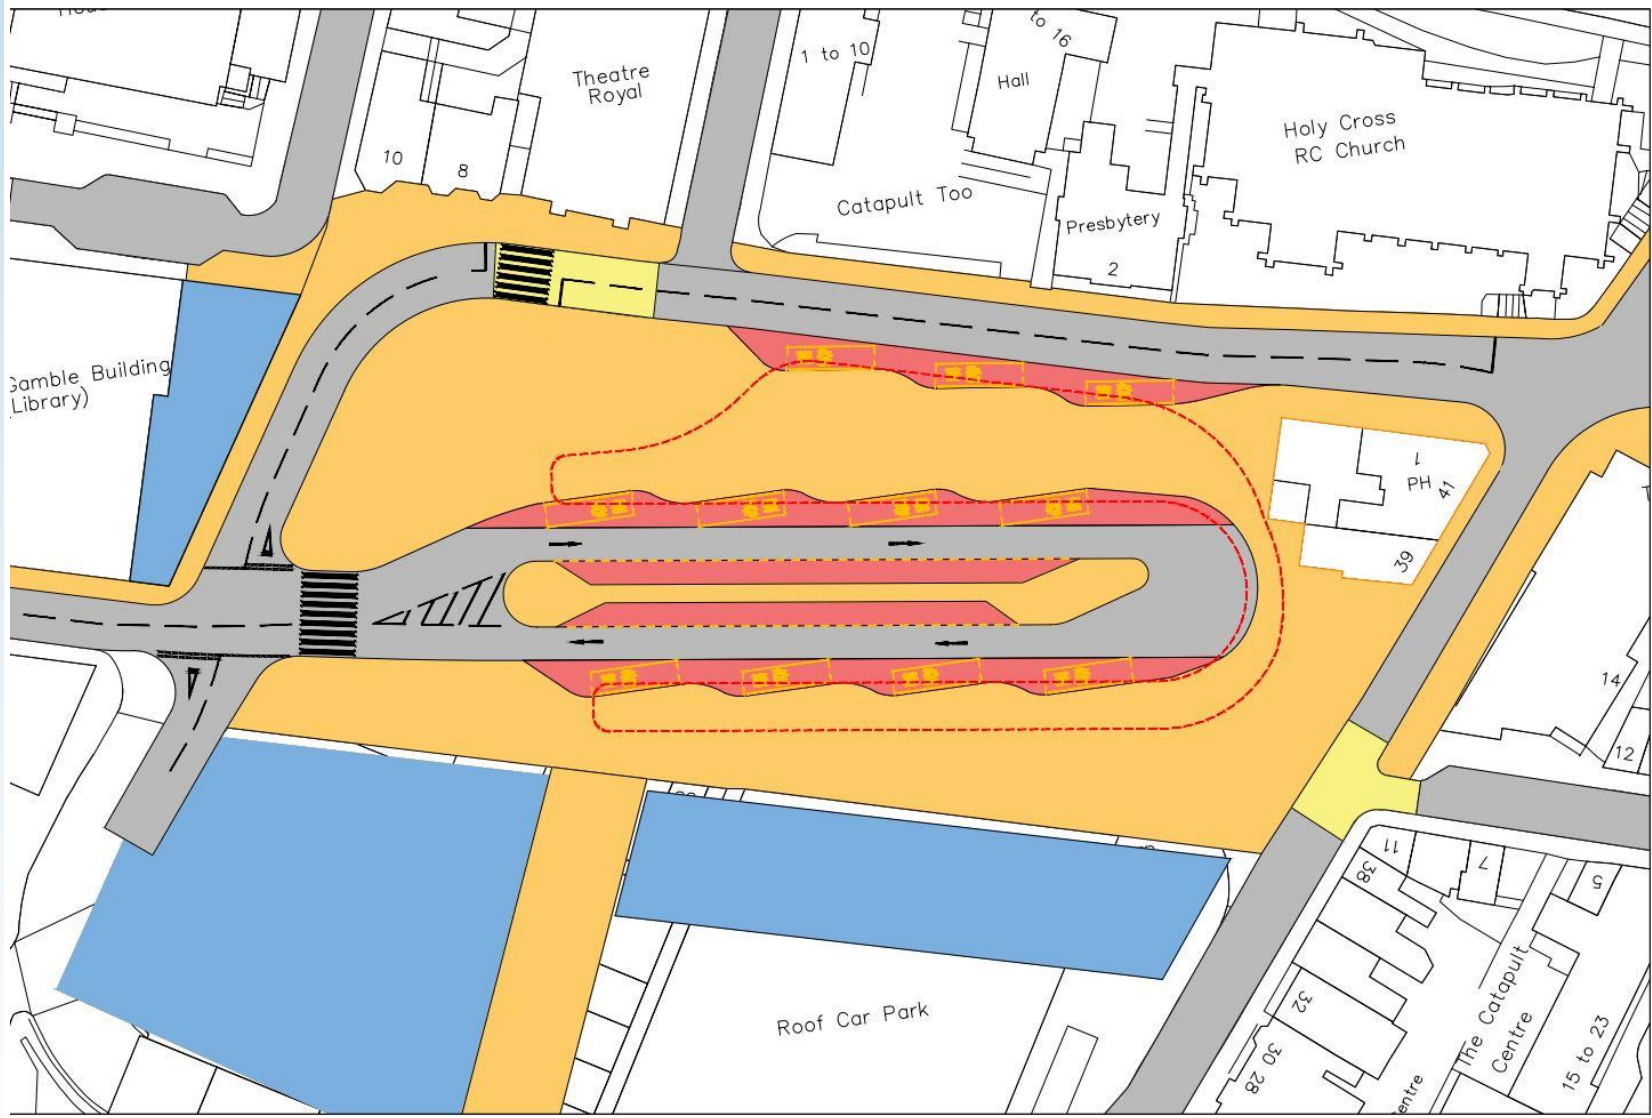 to 16
1 to 10
Theatre
Royal
Hall
Holy Cross
RC Church
10
8
Catapult Too
Presbytery
2
Gamble Building
(Library)
1
PH
41
39
14
12
11
38
7
5
32
30 28
The Catapult
Centre
15 to 23
Roof Car Park